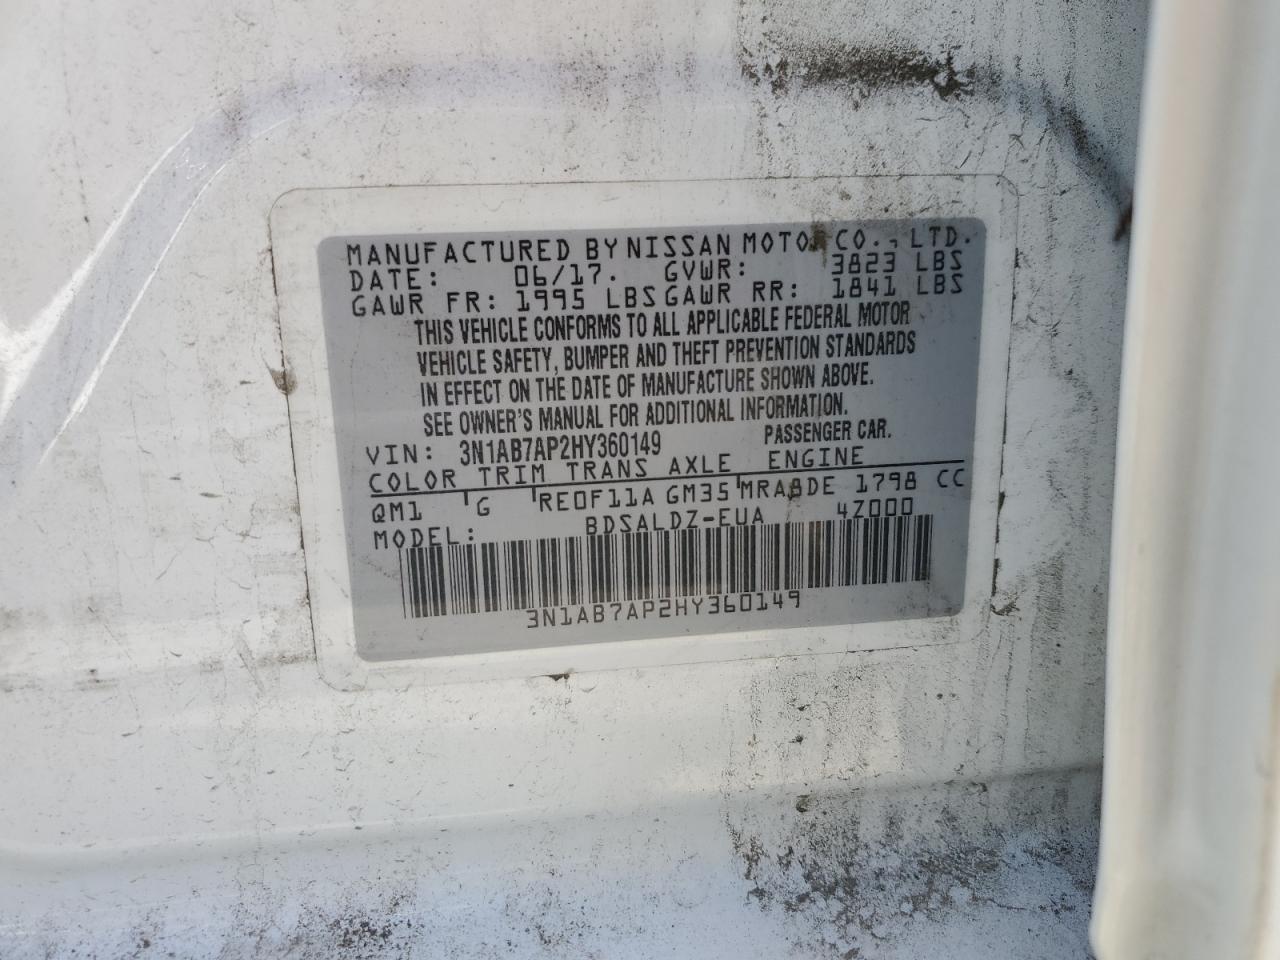 MANUFACTURED BY NISSAN MOTOR CO., LTD.
DATE: 06/17. GVWR: 3823 LBS
GAWR FR: 1995 LBS GAWR RR: 1841 LBS
THIS VEHICLE CONFORMS TO ALL APPLICABLE FEDERAL MOTOR
VEHICLE SAFETY, BUMPER AND THEFT PREVENTION STANDARDS
IN EFFECT ON THE DATE OF MANUFACTURE SHOWN ABOVE.
SEE OWNER'S MANUAL FOR ADDITIONAL INFORMATION.
VIN: 3N1AB7AP2HY360149 PASSENGER CAR.
COLOR TRIM TRANS AXLE ENGINE
QM1 G RE0F11A GM35 MRA8DE 1798 CC
MODEL: BDSALDZ-EUA 4Z000
3N1AB7AP2HY360149